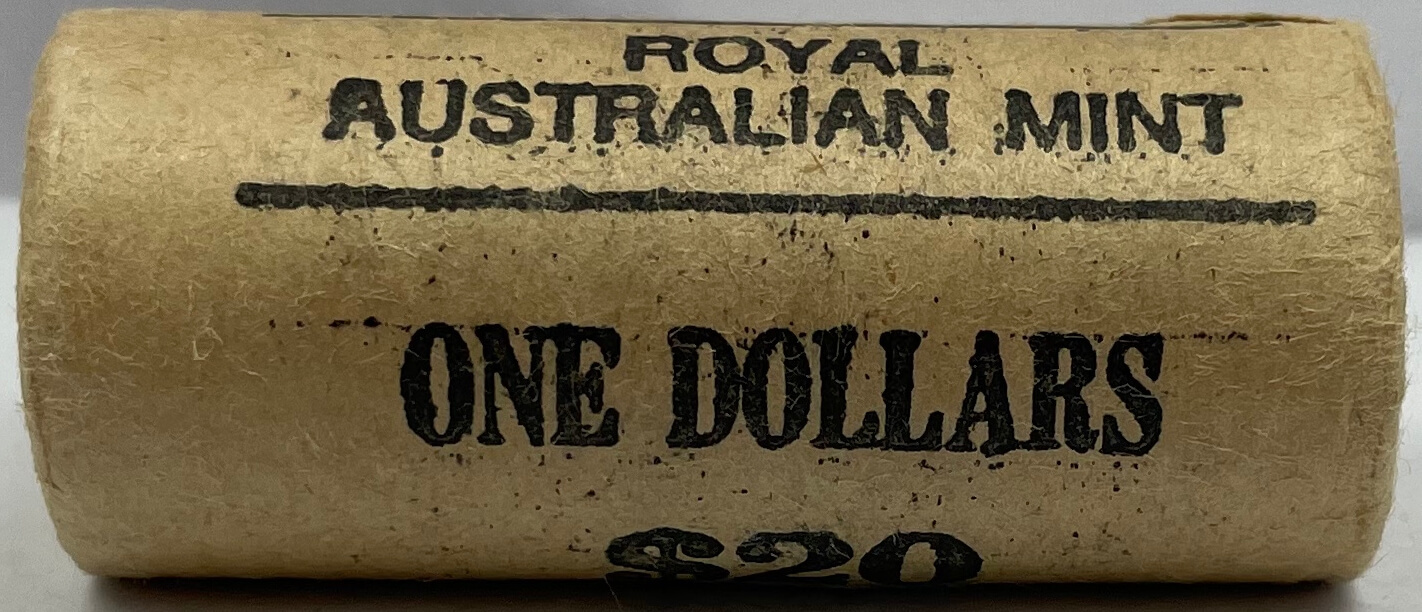 ROYAL
AUSTRALIAN MINT
ONE DOLLARS
$20